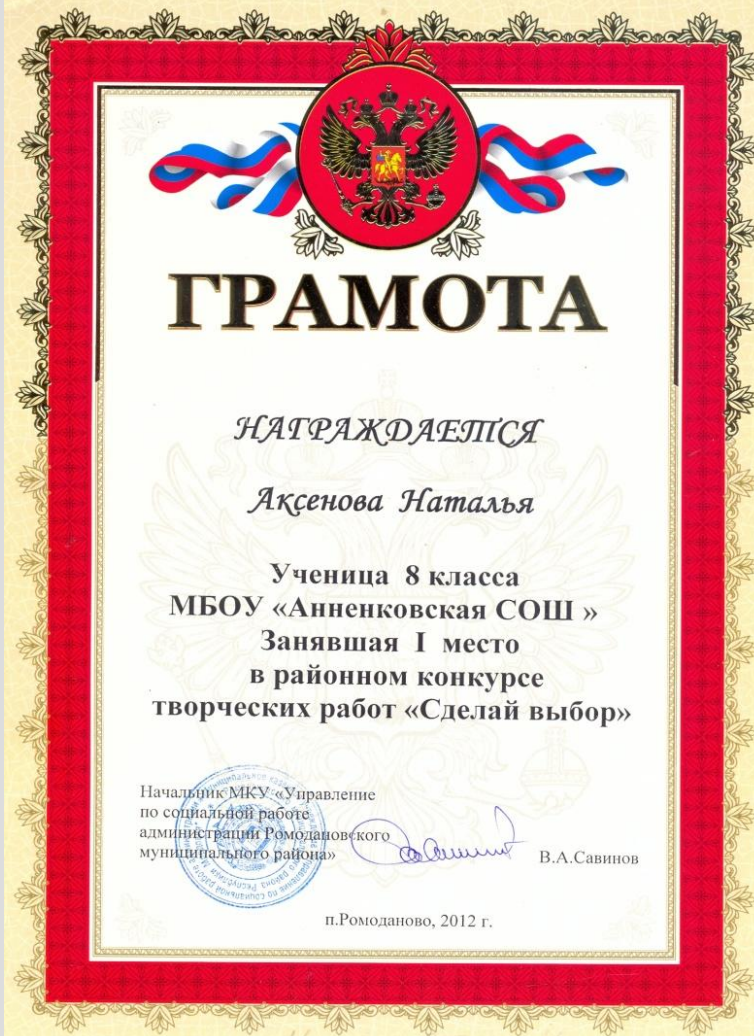 ГРАМОТА
НАГРАЖДАЕТСЯ
Аксенова Наталья
Ученица 8 класса
МБОУ «Анненковская СОШ »
Занявшая I место
в районном конкурсе
творческих работ «Сделай выбор»
Начальник МКУ «Управление
по социальной работе
администрации Ромодановского
муниципального района»
В.А.Савинов
п.Ромоданово, 2012 г.